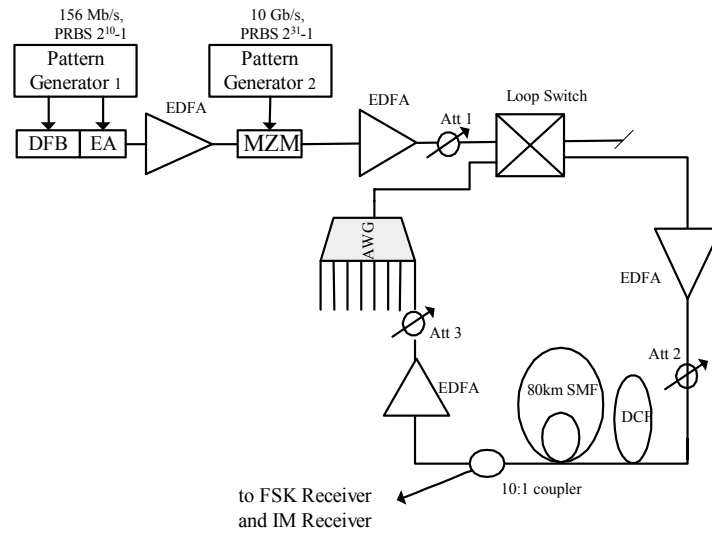 156 Mb/s,
PRBS 2¹⁰-1
10 Gb/s,
PRBS 2³¹-1
Pattern
Generator 1
Pattern
Generator 2
EDFA
EDFA
Att 1
Loop Switch
DFB
EA
MZM
AWG
EDFA
Att 3
Att 2
EDFA
80km SMF
DCF
10:1 coupler
to FSK Receiver
and IM Receiver